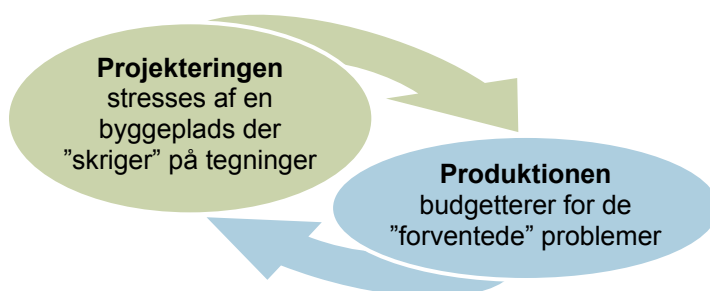 Projekteringen
stresses af en
byggeplads der
”skriger” på tegninger
Produktionen
budgetterer for de
”forventede” problemer